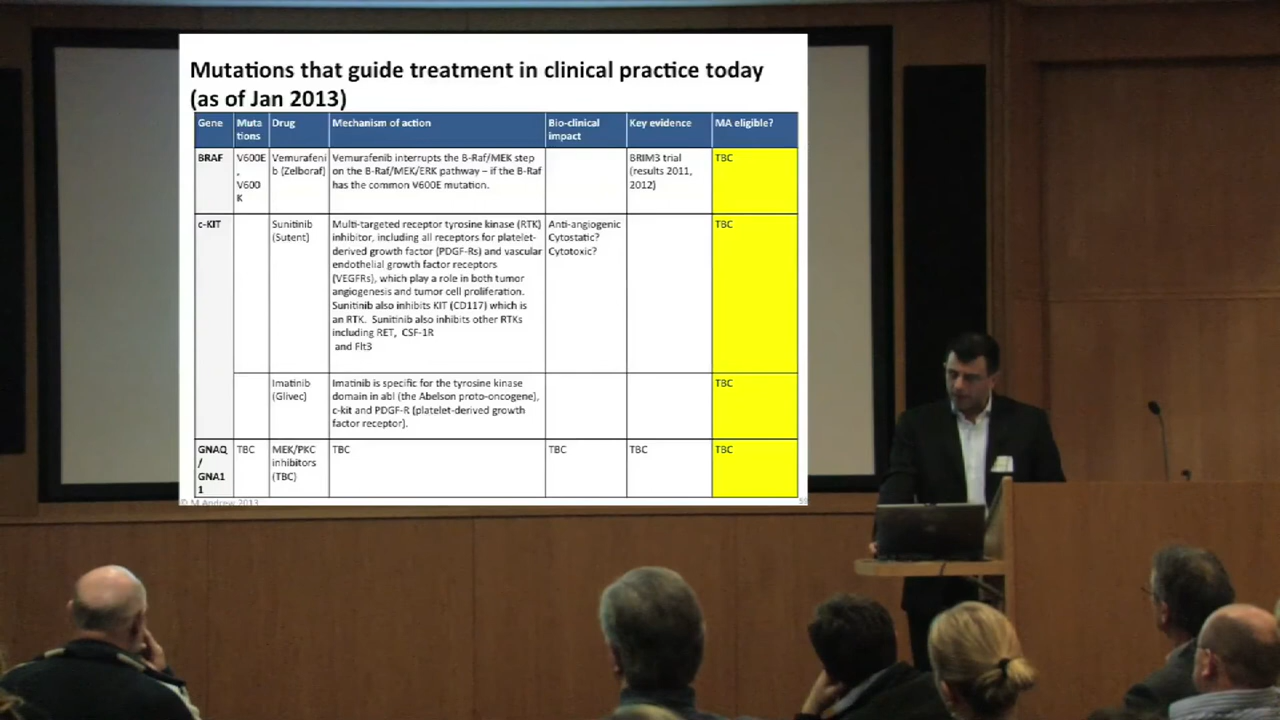 Mutations that guide treatment in clinical practice today
(as of Jan 2013)
Gene
Muta
tions
Drug
Mechanism of action
Bio-clinical
impact
Key evidence
MA eligible?
BRAF
V600E
,
V600
K
Vemurafeni
b (Zelboraf)
Vemurafenib interrupts the B-Raf/MEK step
on the B-Raf/MEK/ERK pathway – if the B-Raf
has the common V600E mutation.
BRIM3 trial
(results 2011,
2012)
TBC
c-KIT
Sunitinib
(Sutent)
Multi-targeted receptor tyrosine kinase (RTK)
inhibitor, including all receptors for platelet-
derived growth factor (PDGF-Rs) and vascular
endothelial growth factor receptors
(VEGFRs), which play a role in both tumor
angiogenesis and tumor cell proliferation.
Sunitinib also inhibits KIT (CD117) which is
an RTK. Sunitinib also inhibits other RTKs
including RET, CSF-1R
and Flt3
Anti-angiogenic
Cytostatic?
Cytotoxic?
TBC
Imatinib
(Glivec)
Imatinib is specific for the tyrosine kinase
domain in abl (the Abelson proto-oncogene),
c-kit and PDGF-R (platelet-derived growth
factor receptor).
TBC
GNAQ
/
GNA1
1
TBC
MEK/PKC
inhibitors
(TBC)
TBC
TBC
TBC
TBC
© M Andrew 2013